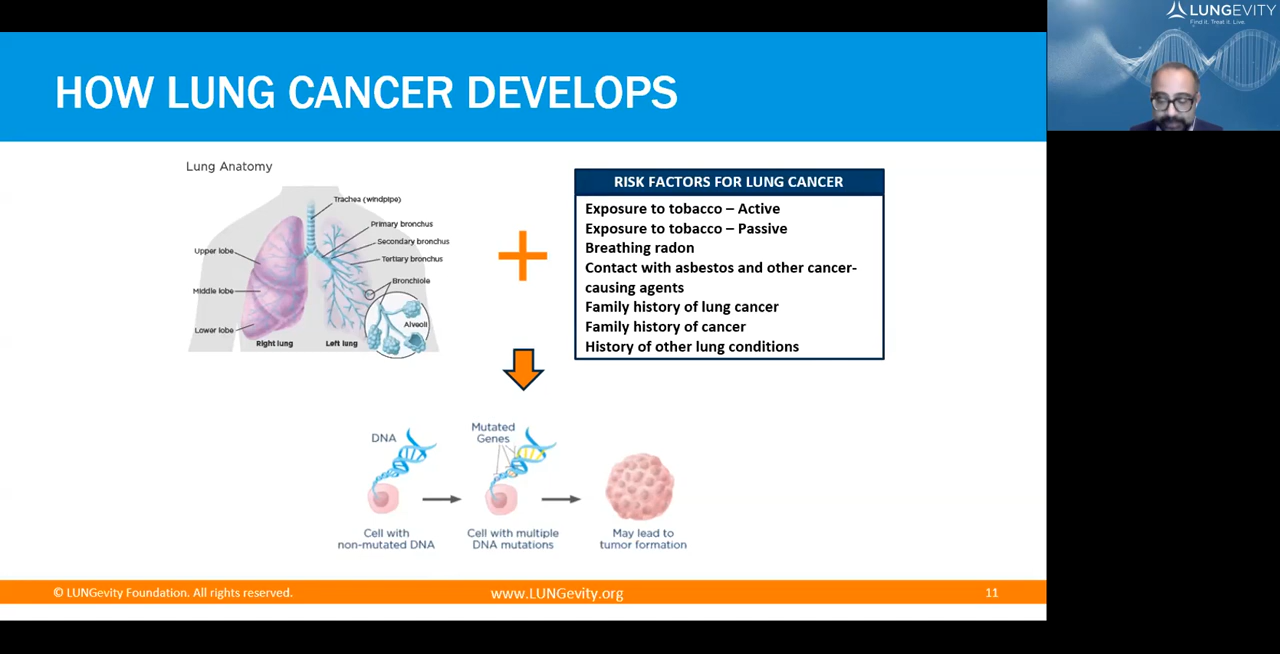 LUNGEVITY
Find it. Treat it. Live.
HOW LUNG CANCER DEVELOPS
Lung Anatomy
Trachea (windpipe)
Primary bronchus
Secondary bronchus
Tertiary bronchus
Bronchiole
Alveoli
Upper lobe
Middle lobe
Lower lobe
Right lung
Left lung
RISK FACTORS FOR LUNG CANCER
Exposure to tobacco – Active
Exposure to tobacco – Passive
Breathing radon
Contact with asbestos and other cancer-
causing agents
Family history of lung cancer
Family history of cancer
History of other lung conditions
DNA
Mutated
Genes
Cell with
non-mutated DNA
Cell with multiple
DNA mutations
May lead to
tumor formation
© LUNGevity Foundation. All rights reserved.
www.LUNGevity.org
11